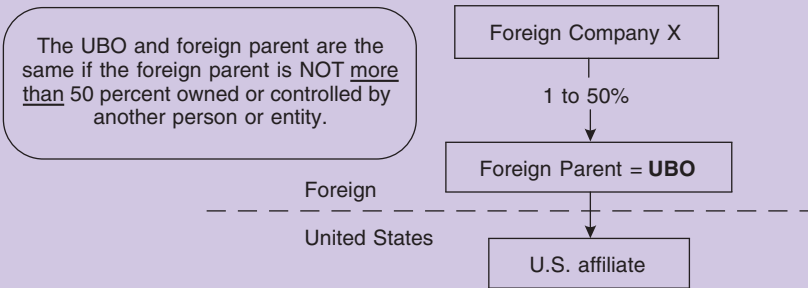 The UBO and foreign parent are the
same if the foreign parent is NOT more
than 50 percent owned or controlled by
another person or entity.
Foreign Company X
1 to 50%
Foreign Parent = UBO
Foreign
United States
U.S. affiliate